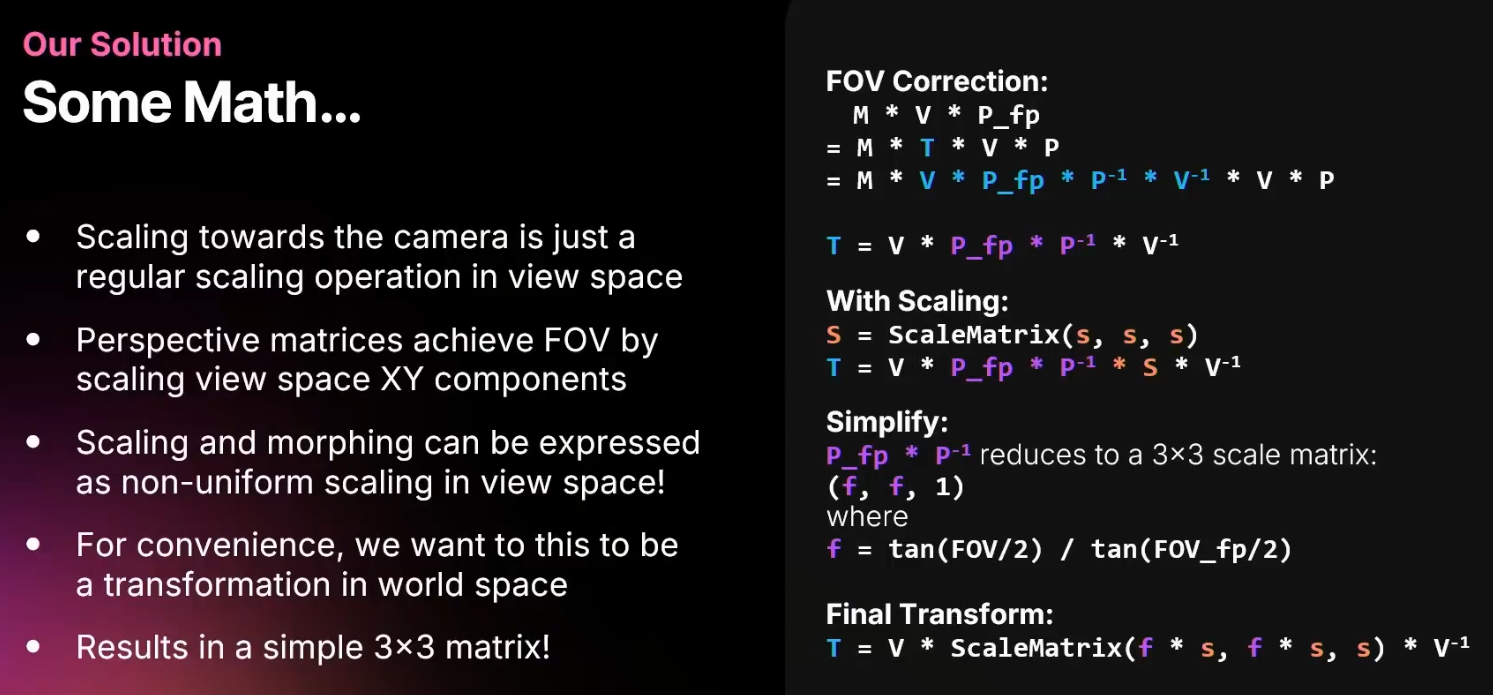 Our Solution
Some Math...
• Scaling towards the camera is just a
regular scaling operation in view space
• Perspective matrices achieve FOV by
scaling view space XY components
• Scaling and morphing can be expressed
as non-uniform scaling in view space!
• For convenience, we want to this to be
a transformation in world space
• Results in a simple 3×3 matrix!
FOV Correction:
M * V * P_fp
= M * T * V * P
= M * V * P_fp * P⁻¹ * V⁻¹ * V * P
T = V * P_fp * P⁻¹ * V⁻¹
With Scaling:
S = ScaleMatrix(s, s, s)
T = V * P_fp * P⁻¹ * S * V⁻¹
Simplify:
P_fp * P⁻¹ reduces to a 3×3 scale matrix:
(f, f, 1)
where
f = tan(FOV/2) / tan(FOV_fp/2)
Final Transform:
T = V * ScaleMatrix(f * s, f * s, s) * V⁻¹